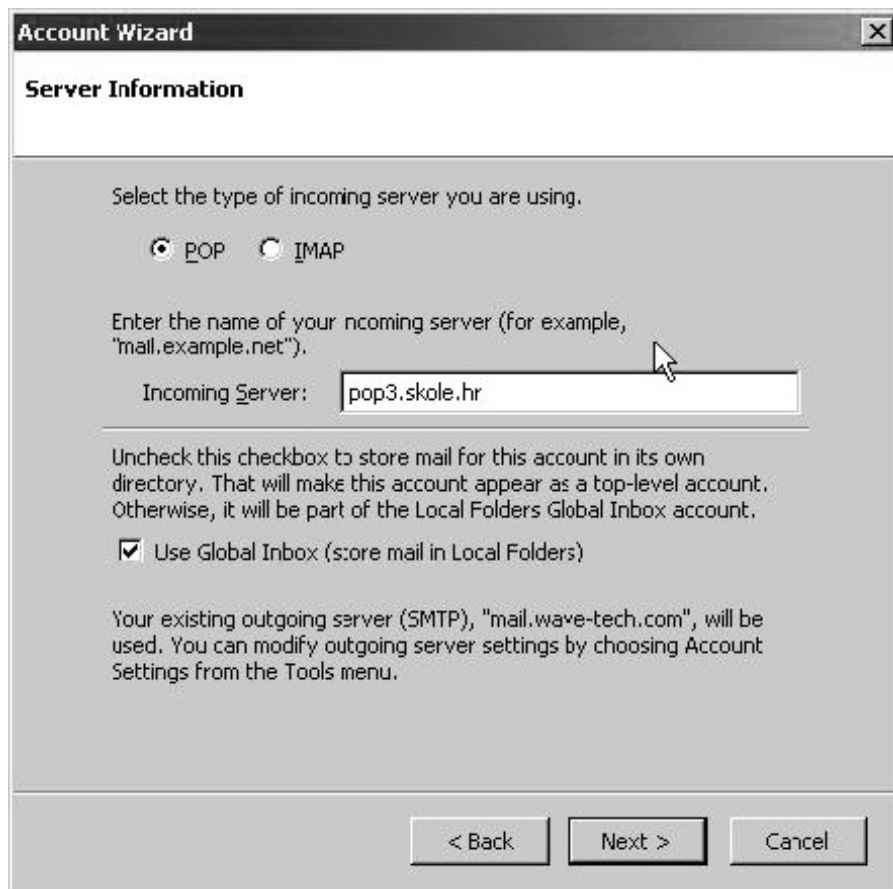 Account Wizard
Server Information
Select the type of incoming server you are using.
POP IMAP
Enter the name of your incoming server (for example,
"mail.example.net").
Incoming Server: pop3.skole.hr
Uncheck this checkbox to store mail for this account in its own
directory. That will make this account appear as a top-level account.
Otherwise, it will be part of the Local Folders Global Inbox account.
Use Global Inbox (store mail in Local Folders)
Your existing outgoing server (SMTP), "mail.wave-tech.com", will be
used. You can modify outgoing server settings by choosing Account
Settings from the Tools menu.
< Back Next > Cancel